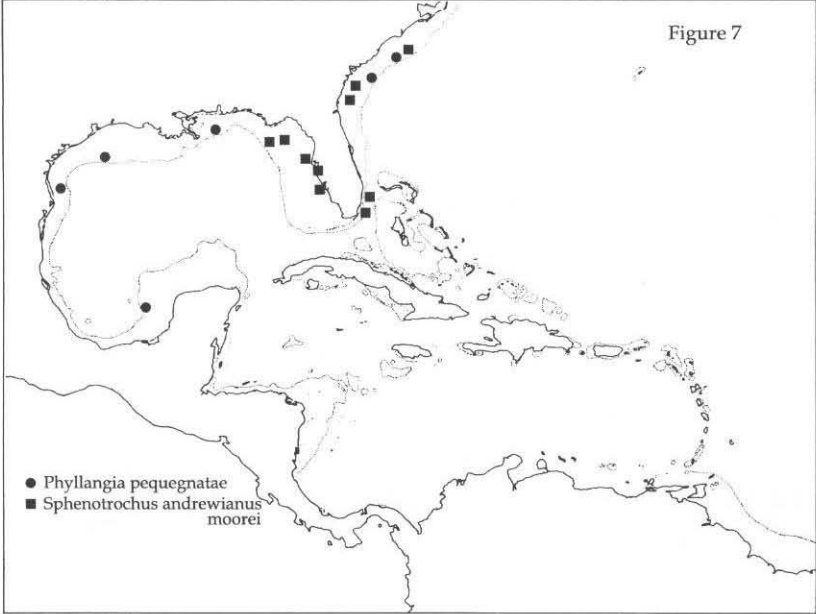 Figure 7
Phyllangia pequegnatae
Sphenotrochus andrewianus
moorei